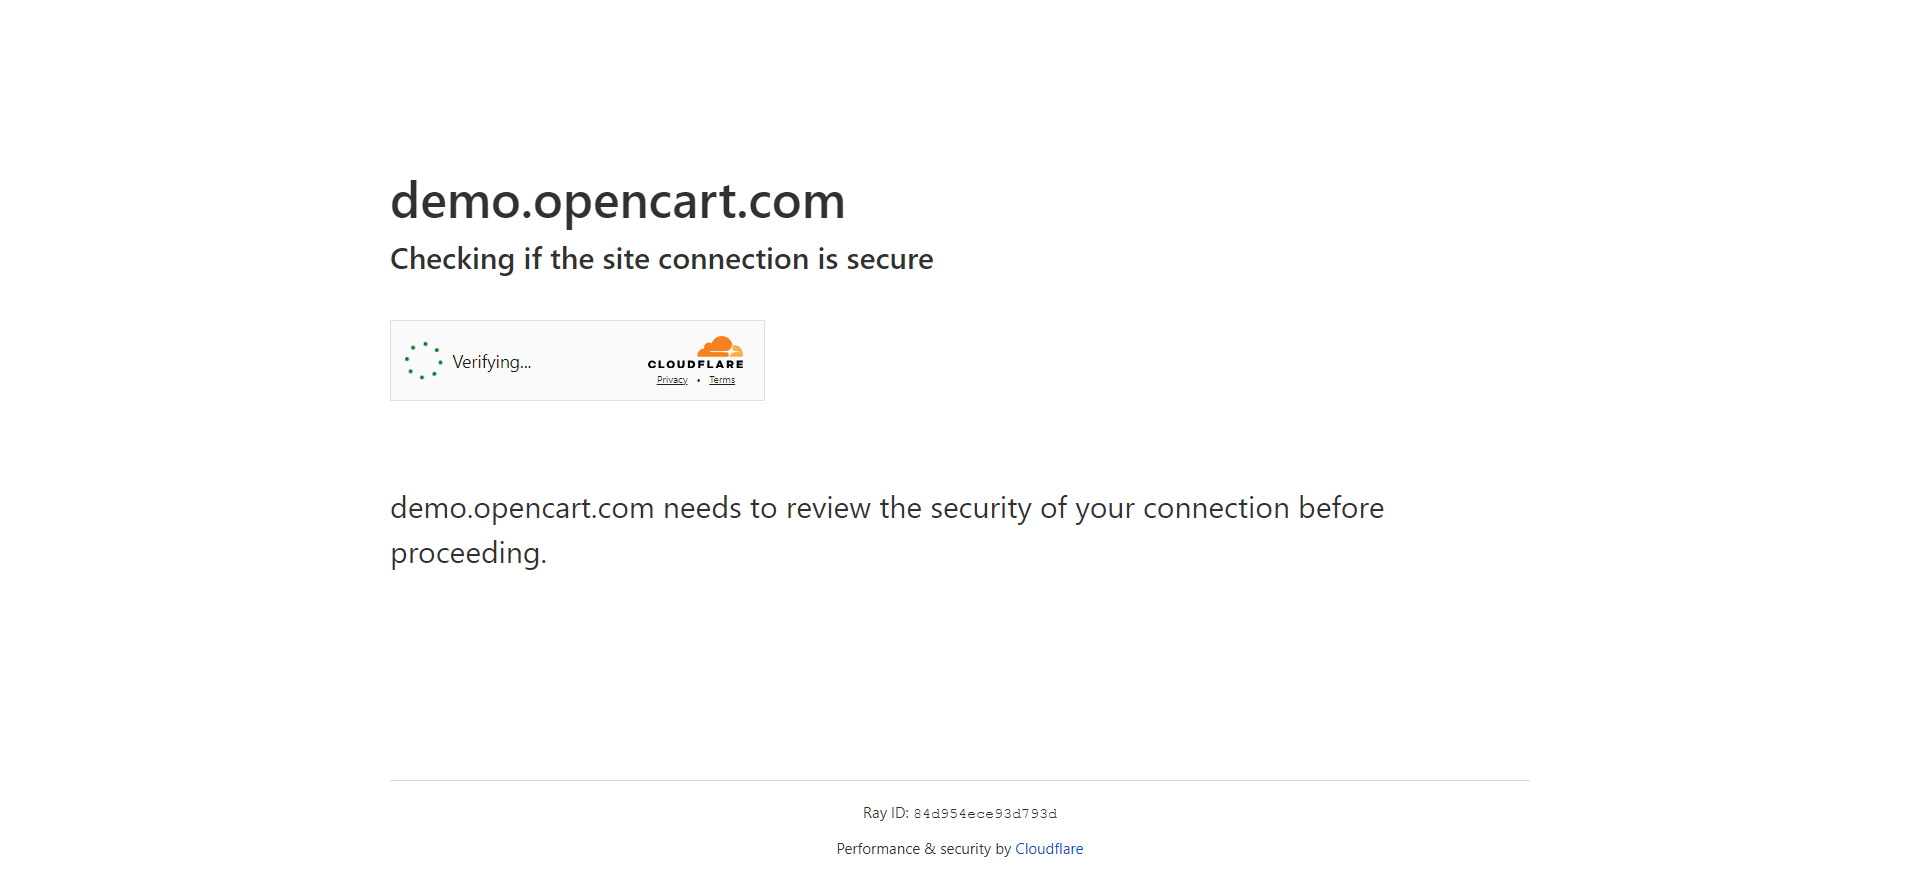 demo.opencart.com
Checking if the site connection is secure
Verifying...
CLOUDFLARE
Privacy • Terms
demo.opencart.com needs to review the security of your connection before
proceeding.
Ray ID: 84d954ece93d793d
Performance & security by Cloudflare